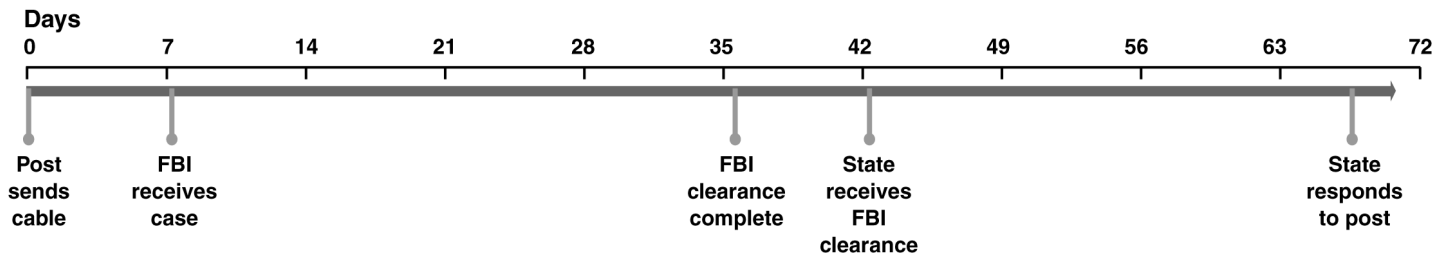 Days
0 7 14 21 28 35 42 49 56 63 72
Post
sends
cable
FBI
receives
case
FBI
clearance
complete
State
receives
FBI
clearance
State
responds
to post